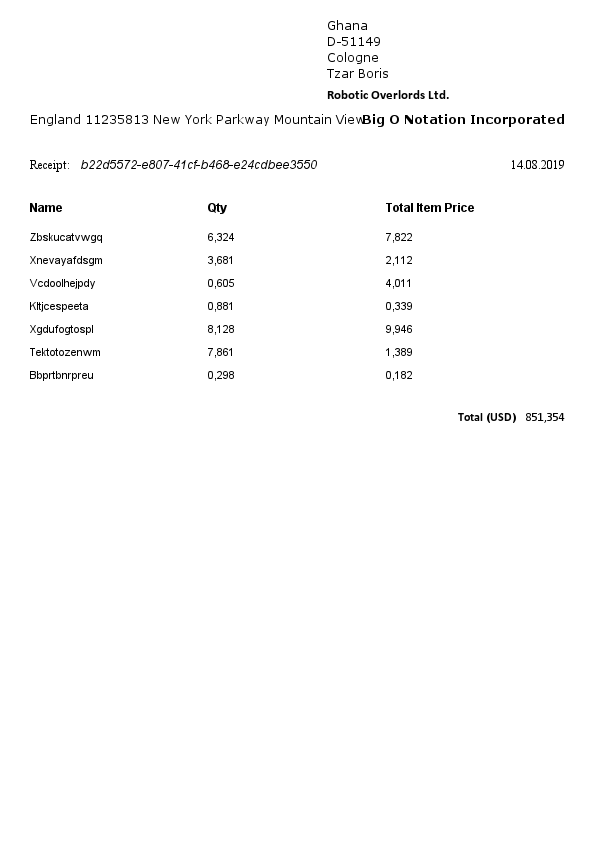 Ghana
D-51149
Cologne
Tzar Boris
Robotic Overlords Ltd.
England 11235813 New York Parkway Mountain View Big O Notation Incorporated
Receipt: b22d5572-e807-41cf-b468-e24cdbee3550 14.08.2019
Name Qty Total Item Price
Zbskucatvwgq 6,324 7,822
Xnevayafdsgm 3,681 2,112
Vcdoolhejpdy 0,605 4,011
Kltjcespeeta 0,881 0,339
Xgdufogtospl 8,128 9,946
Tektotozenwm 7,861 1,389
Bbprtbnrpreu 0,298 0,182
Total (USD) 851,354